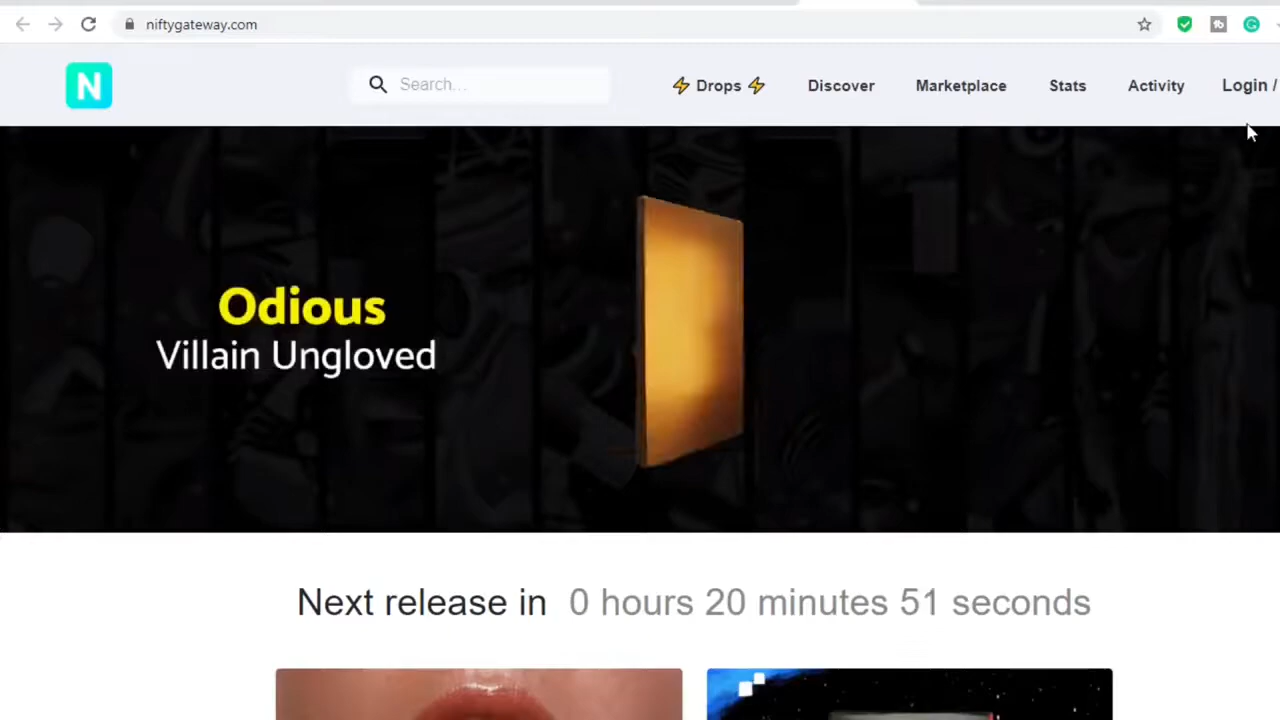 niftygateway.com
N
Search...
⚡ Drops ⚡
Discover
Marketplace
Stats
Activity
Login /
Odious
Villain Ungloved
Next release in 0 hours 20 minutes 51 seconds